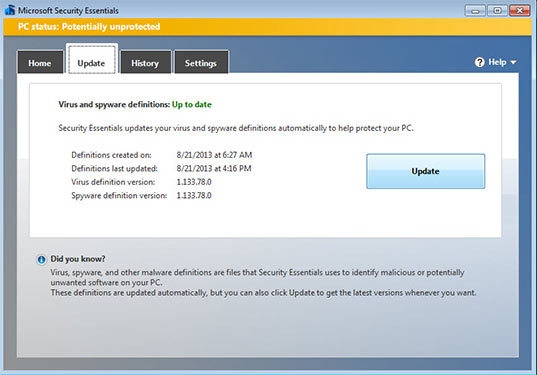 Microsoft Security Essentials
PC status: Potentially unprotected
Home
Update
History
Settings
Help
Virus and spyware definitions: Up to date
Security Essentials updates your virus and spyware definitions automatically to help protect your PC.
Definitions created on: 8/21/2013 at 6:27 AM
Definitions last updated: 8/21/2013 at 4:16 PM
Virus definition version: 1.133.78.0
Spyware definition version: 1.133.78.0
Update
Did you know?
Virus, spyware, and other malware definitions are files that Security Essentials uses to identify malicious or potentially
unwanted software on your PC.
These definitions are updated automatically, but you can also click Update to get the latest versions whenever you want.